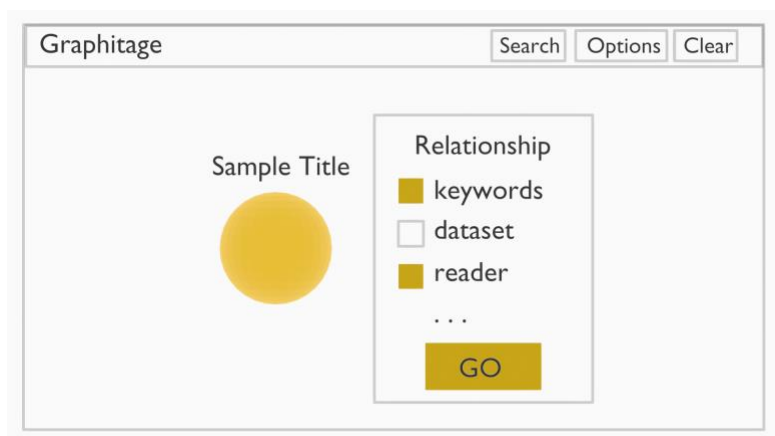 Graphitage
Search
Options
Clear
Sample Title
Relationship
keywords
dataset
reader
. . .
GO